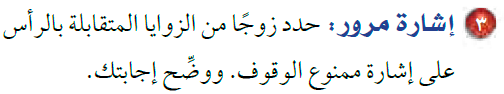 ٣ إشارة مرور: حدد زوجًا من الزوايا المتقابلة بالرأس
على إشارة ممنوع الوقوف. ووضِّح إجابتك.